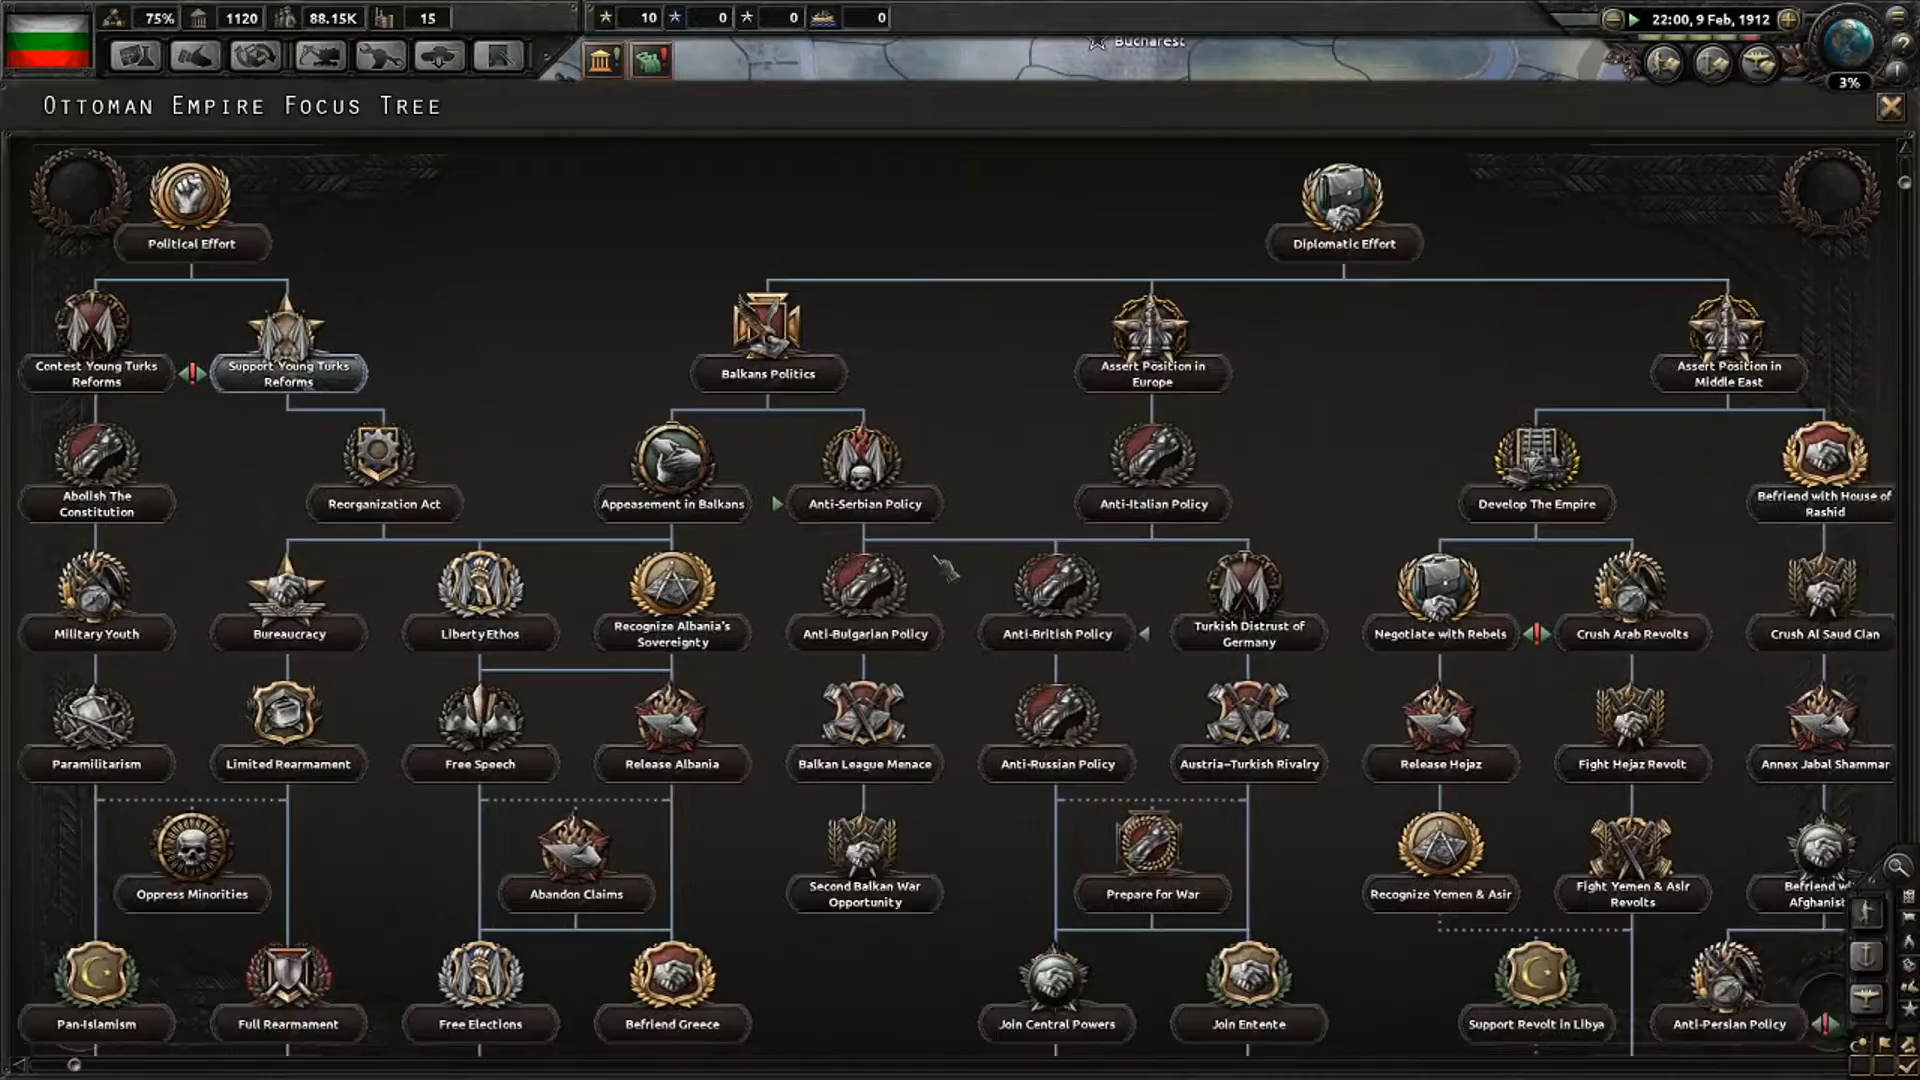 75%
1120
88.15K
15
10
0
0
0
22:00, 9 Feb, 1912
Bucharest
3%
Ottoman Empire Focus Tree
Political Effort
Diplomatic Effort
Contest Young Turks
Reforms
Support Young Turks
Reforms
Balkans Politics
Assert Position in
Europe
Assert Position in
Middle East
Abolish The
Constitution
Reorganization Act
Appeasement in Balkans
Anti-Serbian Policy
Anti-Italian Policy
Develop The Empire
Befriend with House of
Rashid
Military Youth
Bureaucracy
Liberty Ethos
Recognize Albania's
Sovereignty
Anti-Bulgarian Policy
Anti-British Policy
Turkish Distrust of
Germany
Negotiate with Rebels
Crush Arab Revolts
Crush Al Saud Clan
Paramilitarism
Limited Rearmament
Free Speech
Release Albania
Balkan League Menace
Anti-Russian Policy
Austria-Turkish Rivalry
Release Hejaz
Fight Hejaz Revolt
Annex Jabal Shammar
Oppress Minorities
Abandon Claims
Second Balkan War
Opportunity
Prepare for War
Recognize Yemen & Asir
Fight Yemen & Asir
Revolts
Befriend wi
Afghanist
Pan-Islamism
Full Rearmament
Free Elections
Befriend Greece
Join Central Powers
Join Entente
Support Revolt in Libya
Anti-Persian Policy